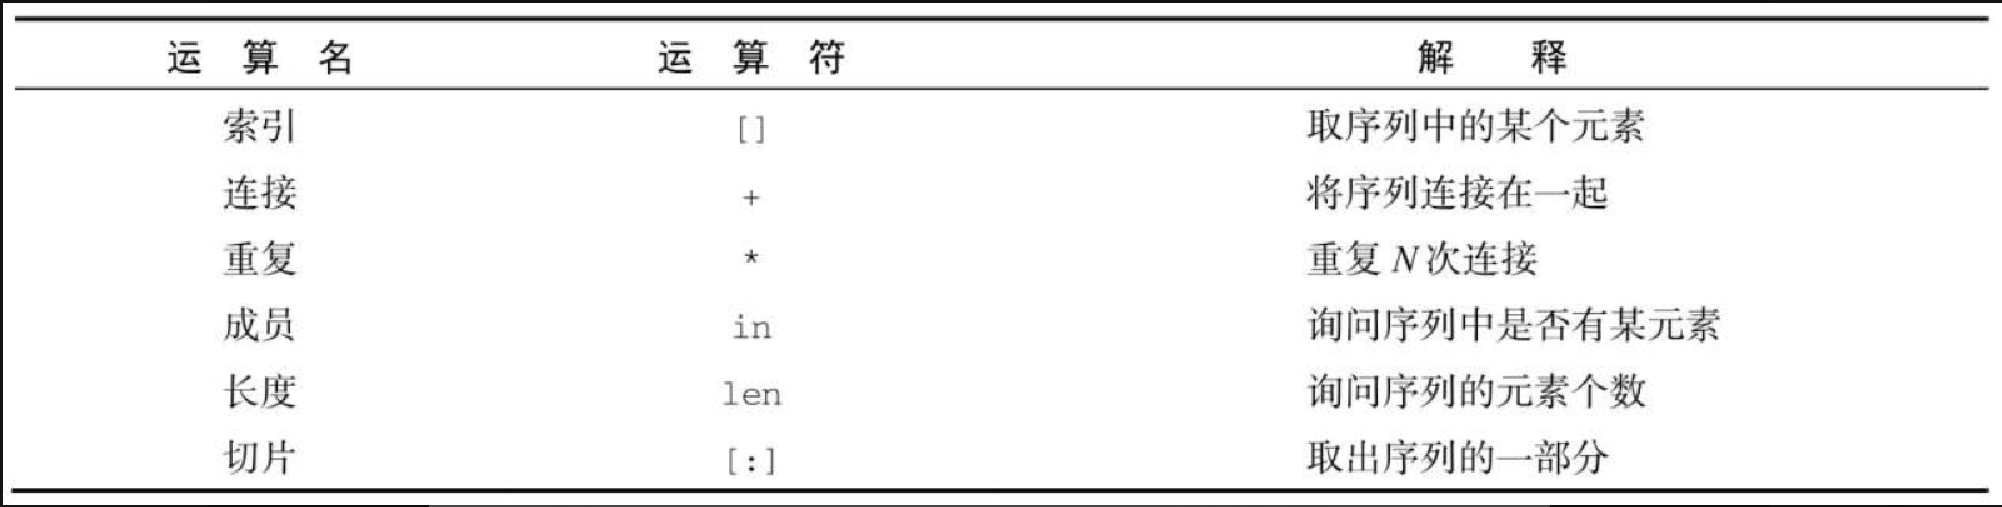 运 算 名 运 算 符 解 释
索引 [] 取序列中的某个元素
连接 + 将序列连接在一起
重复 * 重复 N 次连接
成员 in 询问序列中是否有某元素
长度 len 询问序列的元素个数
切片 [:] 取出序列的一部分